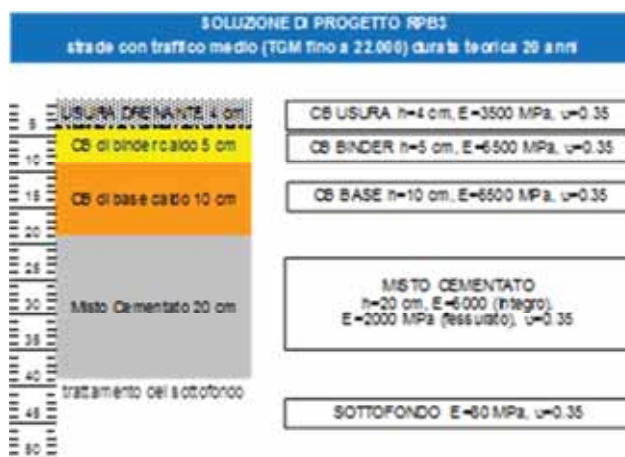 SOLUZIONE DI PROGETTO RPB3
strade con traffico medio (TGM fino a 22.000) durata teorica 20 anni
5
10
15
20
25
30
35
40
45
50
USURA DRENANTE 4 cm
CB di binder caldo 5 cm
CB di base caldo 10 cm
Misto Cementato 20 cm
trattamento del sottofondo
CB USURA h=4 cm, E=3500 MPa, υ=0.35
CB BINDER h=5 cm, E=6500 MPa, υ=0.35
CB BASE h=10 cm, E=6500 MPa, υ=0.35
MISTO CEMENTATO
h=20 cm, E=6000 (integro),
E=2000 MPa (fessurato), υ=0.35
SOTTOFONDO E=80 MPa, υ=0.35